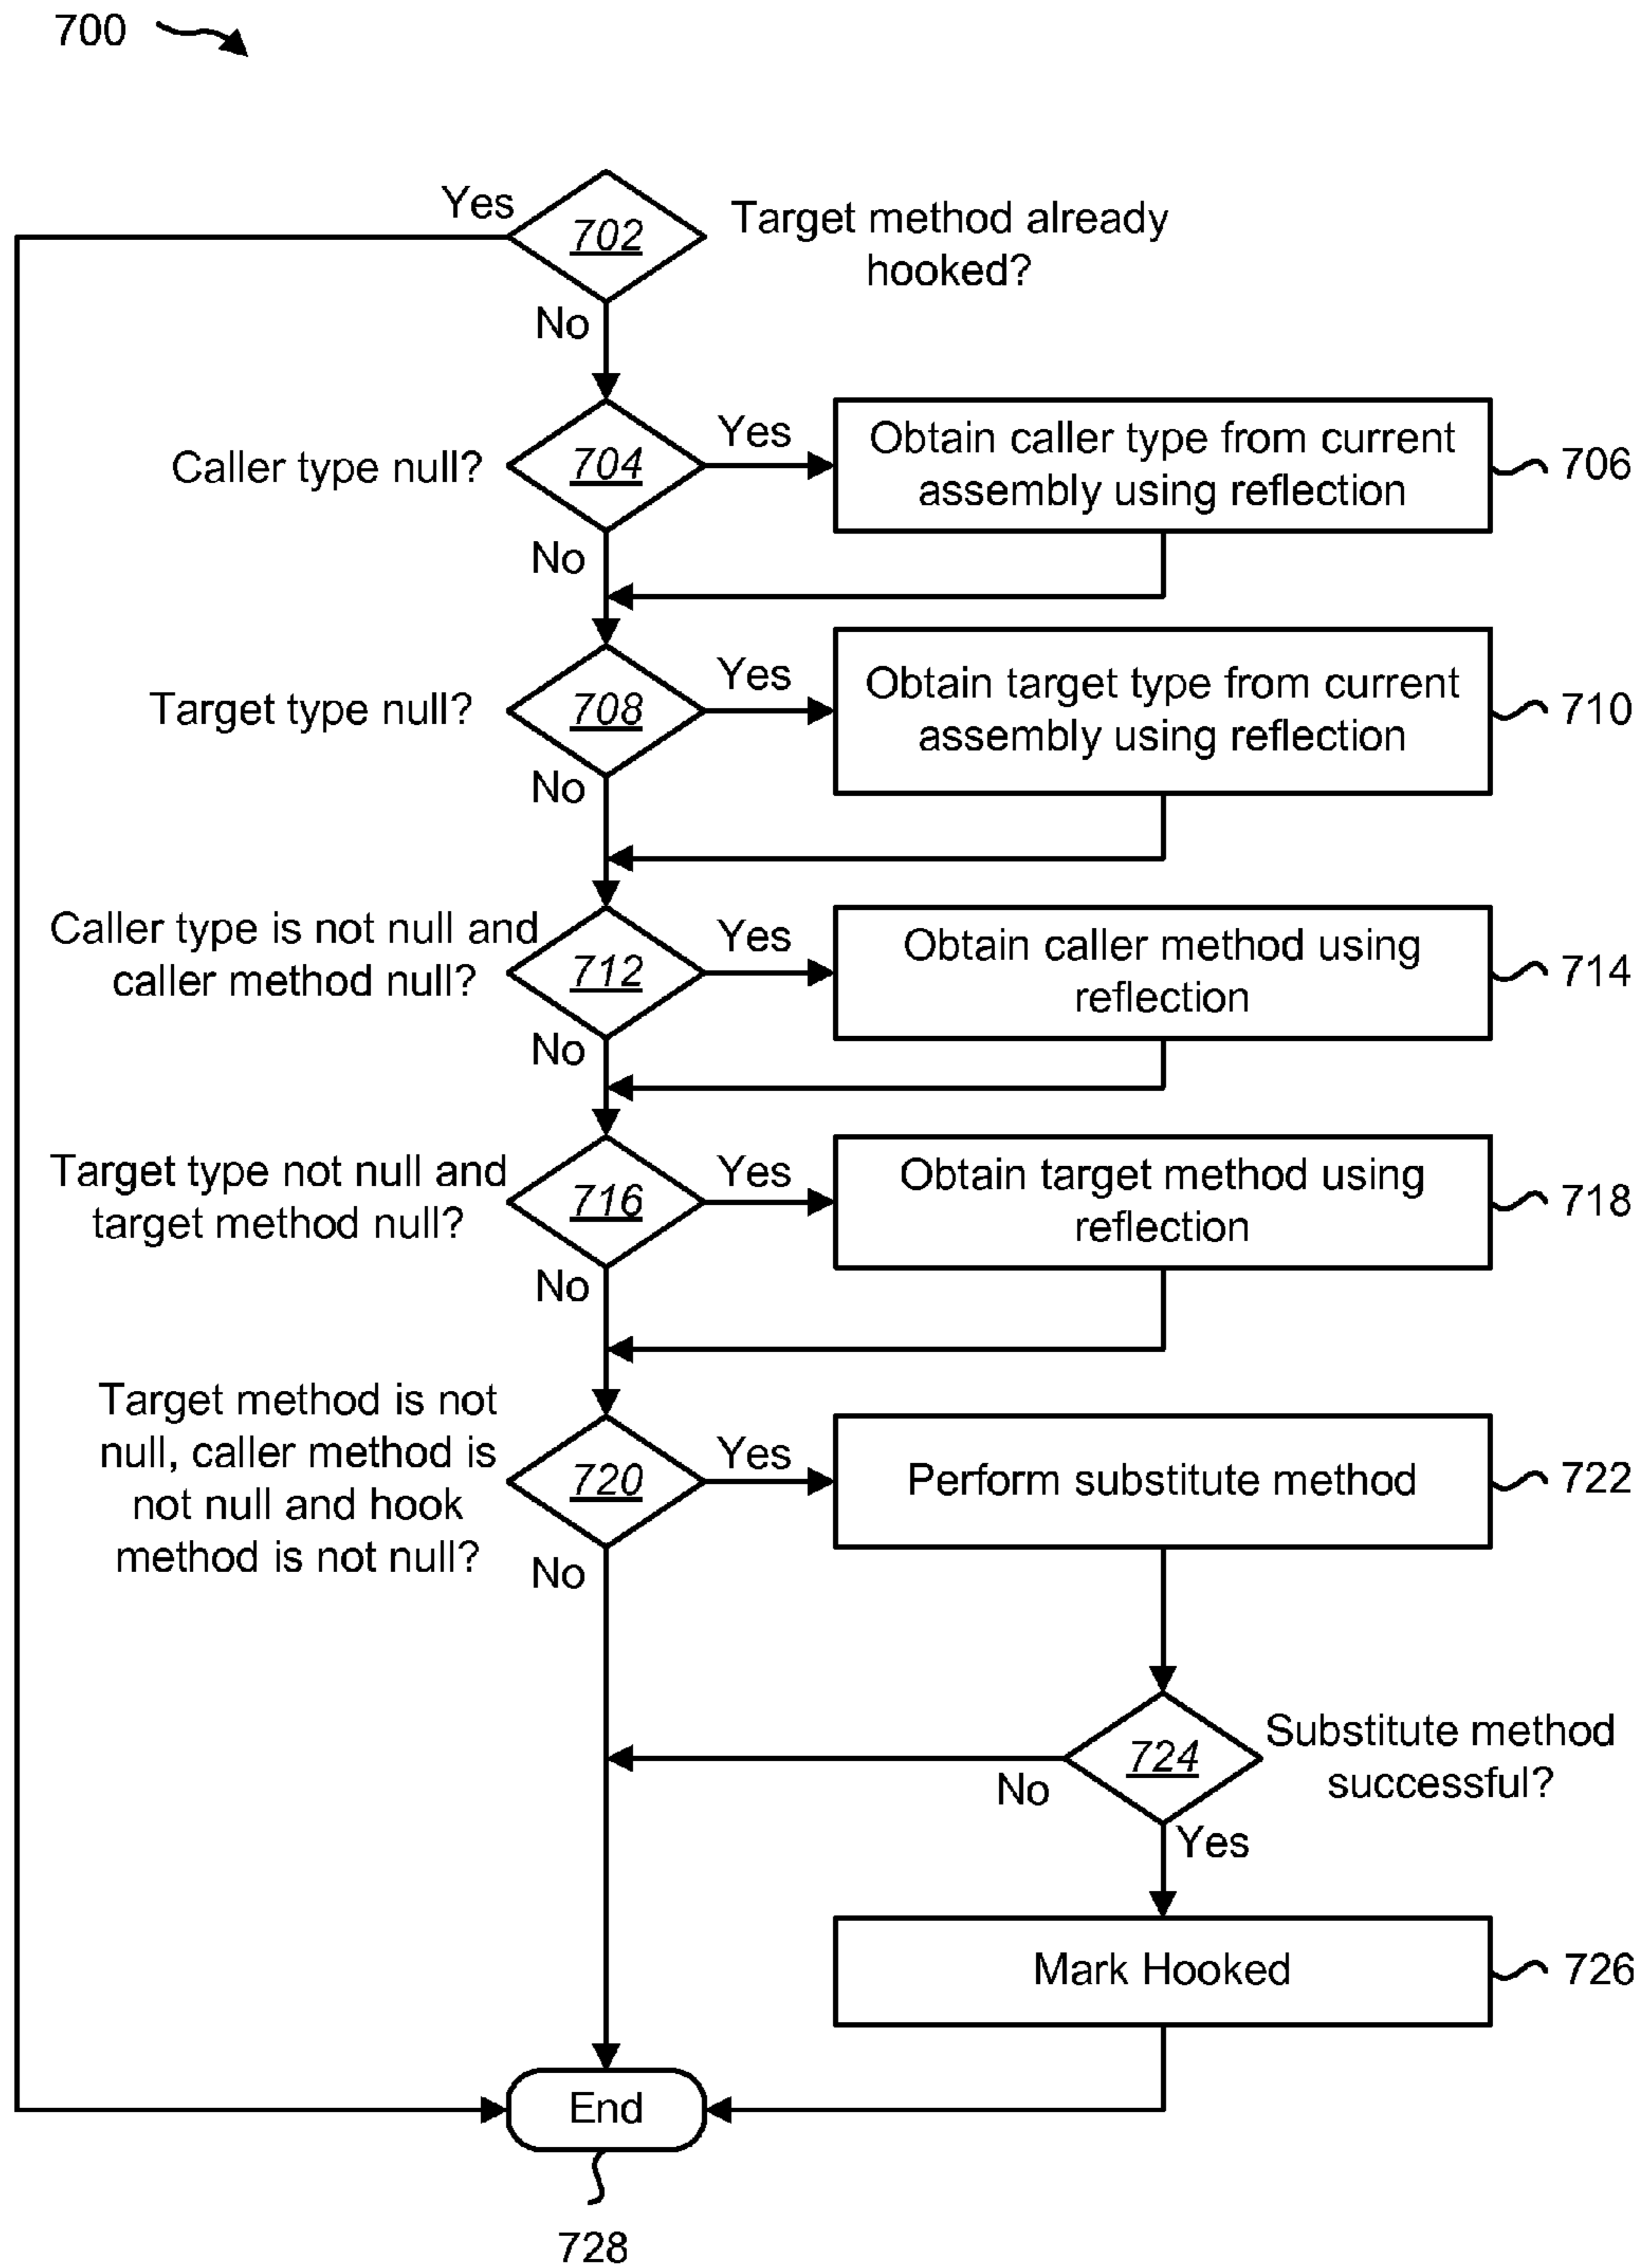 700
Yes
702
Target method already
hooked?
No
Caller type null?
704
Yes
Obtain caller type from current
assembly using reflection
706
No
Target type null?
708
Yes
Obtain target type from current
assembly using reflection
710
No
Caller type is not null and
caller method null?
712
Yes
Obtain caller method using
reflection
714
No
Target type not null and
target method null?
716
Yes
Obtain target method using
reflection
718
No
Target method is not
null, caller method is
not null and hook
method is not null?
720
Yes
Perform substitute method
722
No
724
Substitute method
successful?
No
Yes
Mark Hooked
726
End
728